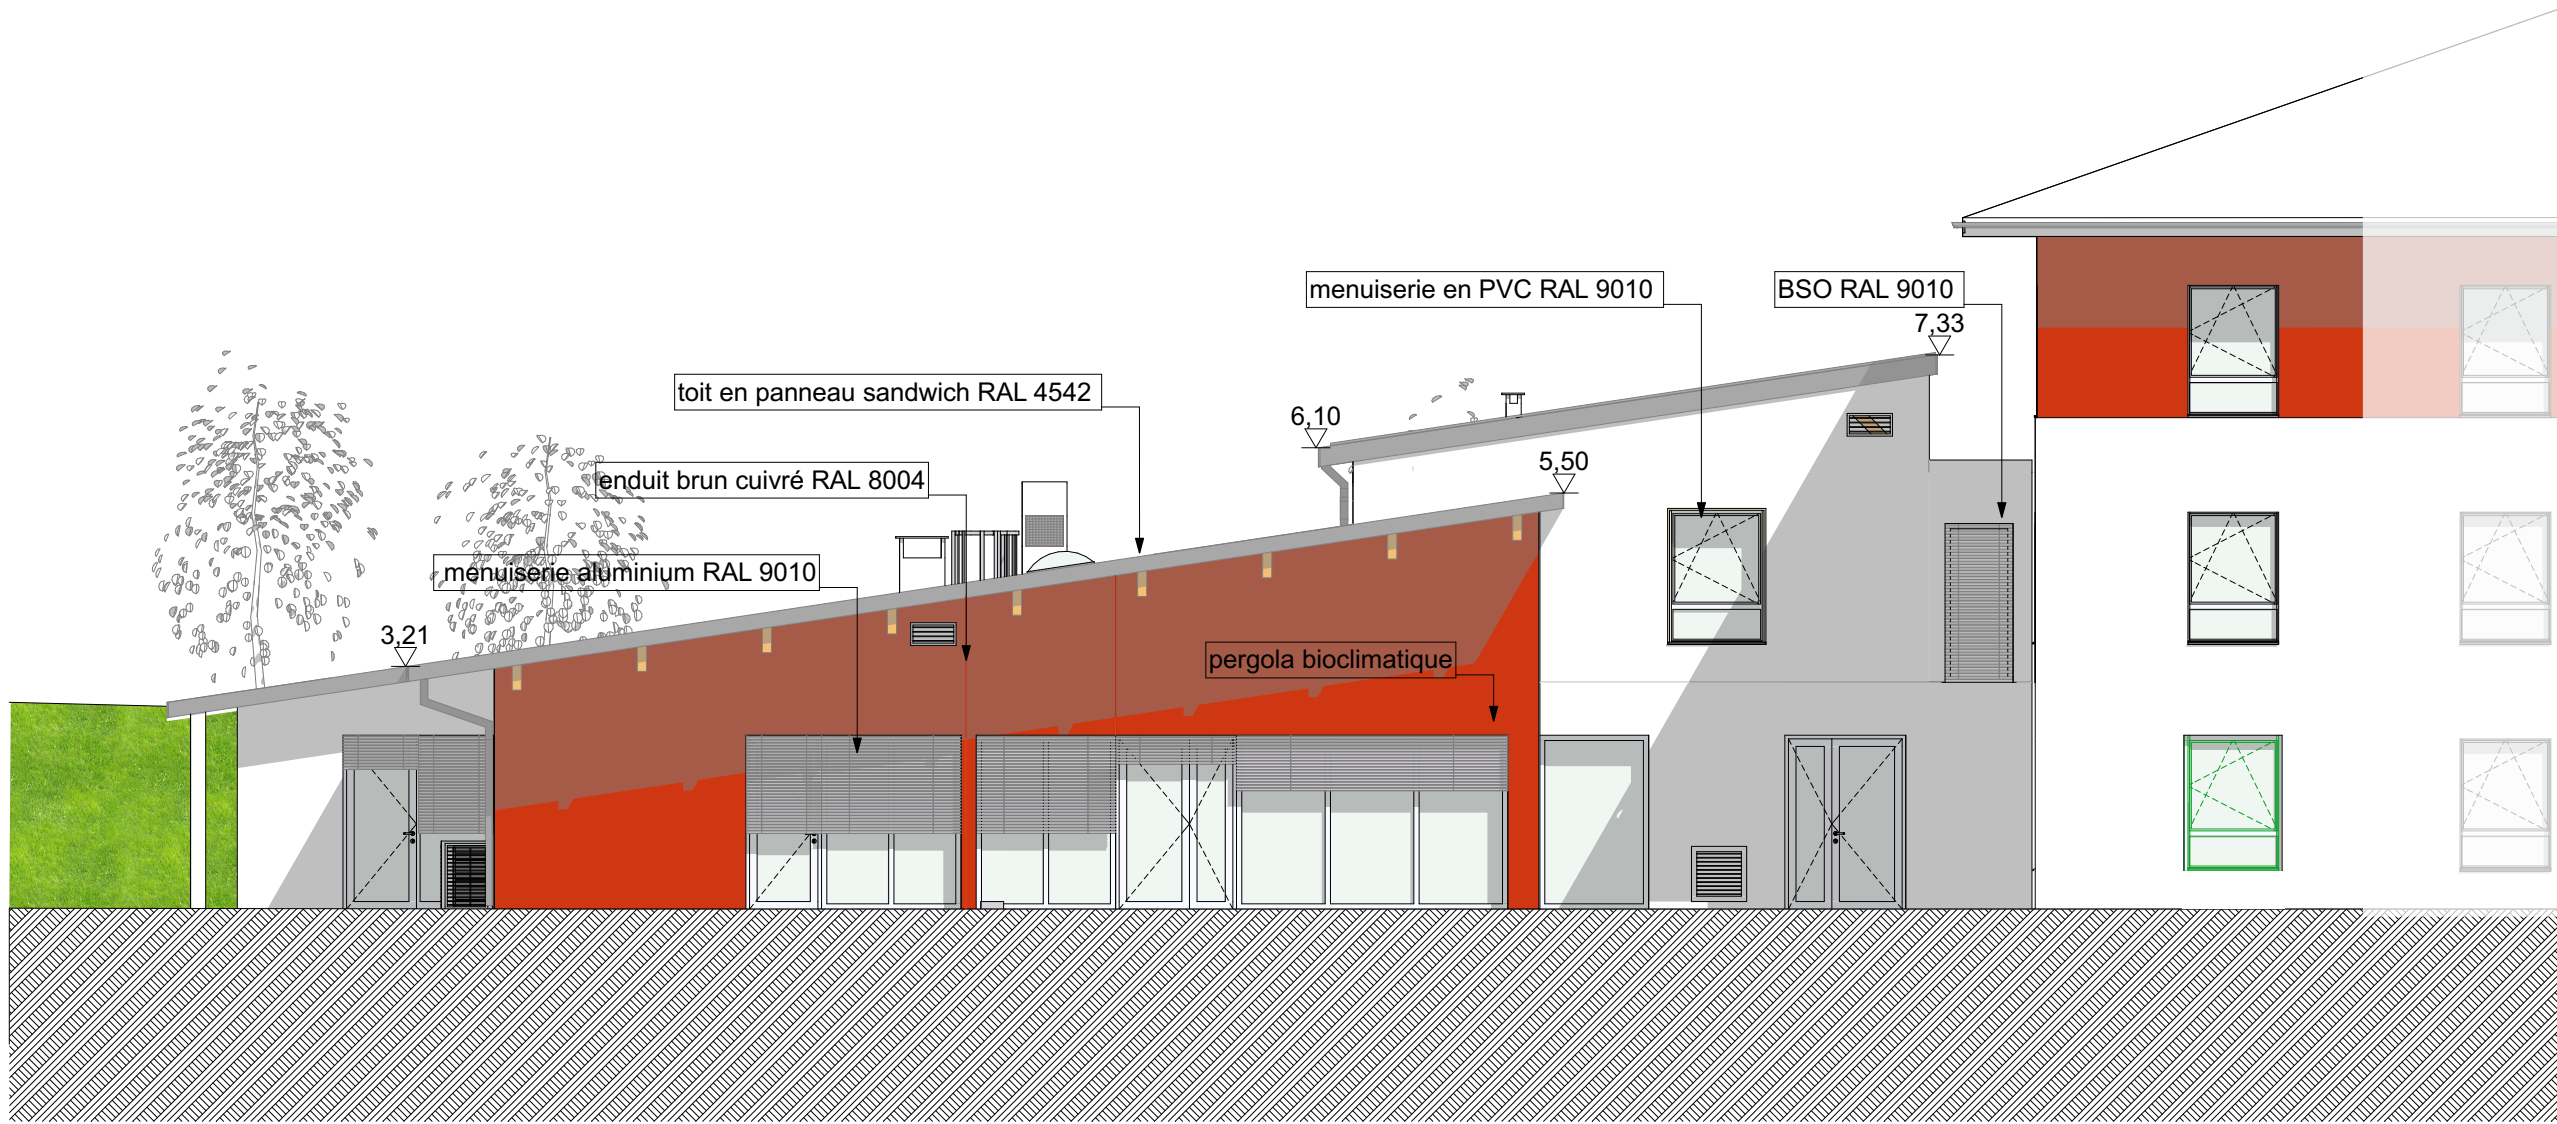 menuiserie en PVC RAL 9010
BSO RAL 9010
7,33
toit en panneau sandwich RAL 4542
6,10
5,50
enduit brun cuivré RAL 8004
menuiserie aluminium RAL 9010
3,21
pergola bioclimatique